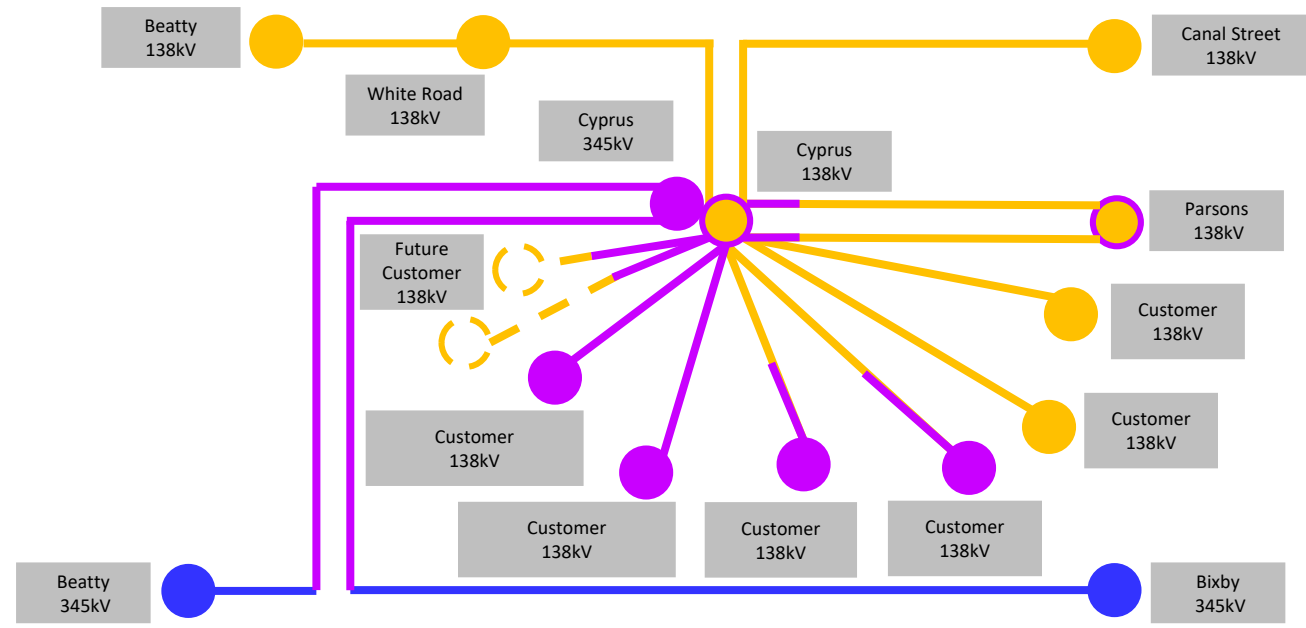 Beatty
138kV
Canal Street
138kV
White Road
138kV
Cyprus
345kV
Cyprus
138kV
Parsons
138kV
Future
Customer
138kV
Customer
138kV
Customer
138kV
Customer
138kV
Customer
138kV
Customer
138kV
Customer
138kV
Beatty
345kV
Bixby
345kV